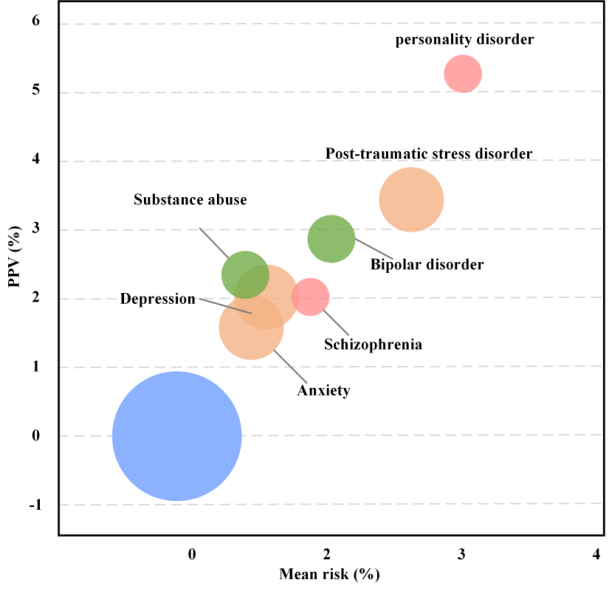 6
personality disorder
5
4
Post-traumatic stress disorder
Substance abuse
3
PPV (%)
Bipolar disorder
Depression
2
Schizophrenia
1
Anxiety
0
-1
0 2 3 4
Mean risk (%)